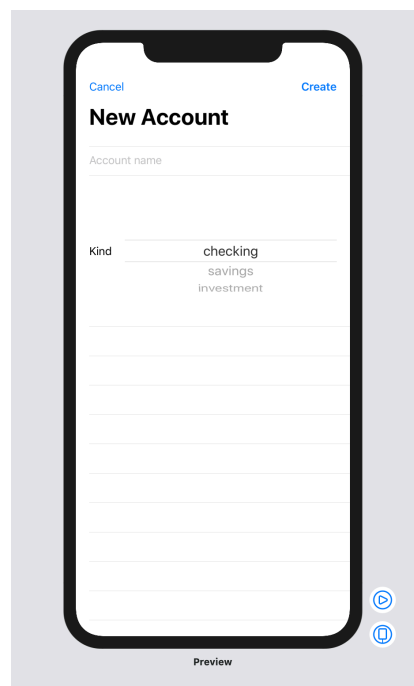 Cancel Create
New Account
Account name
Kind checking
savings
investment
Preview